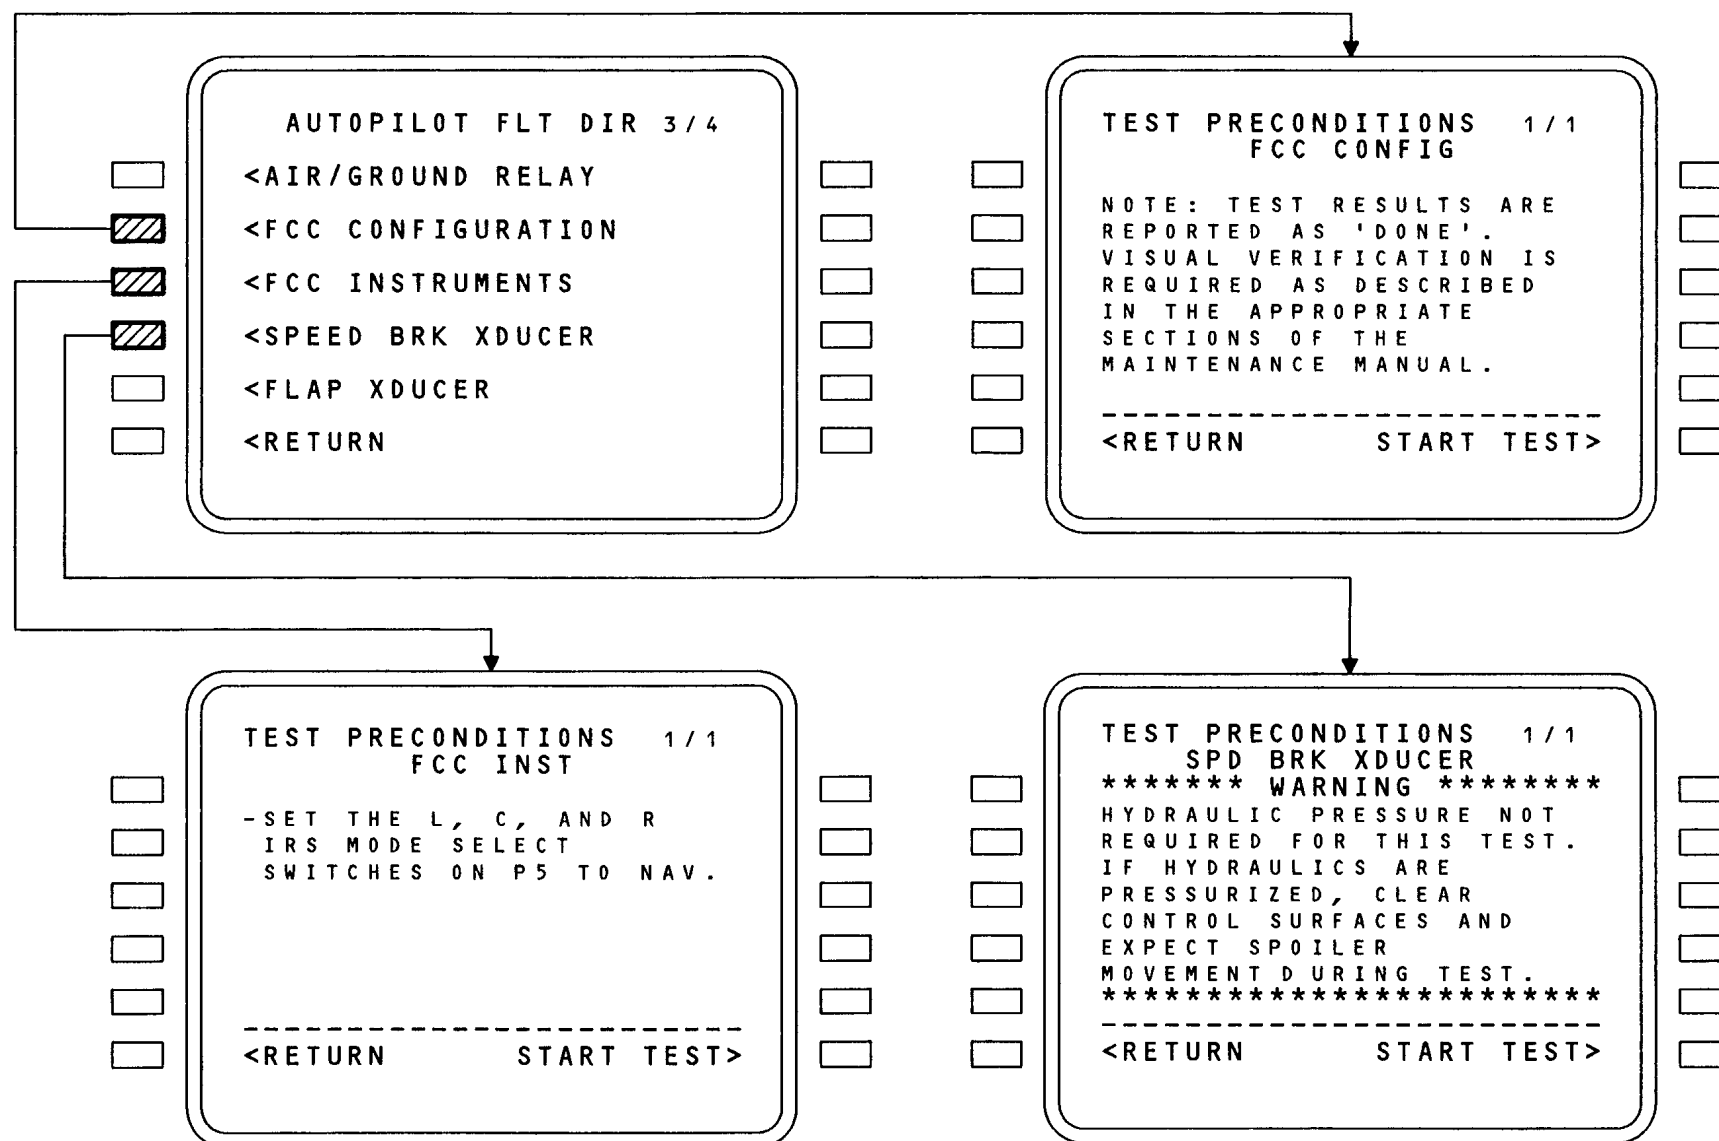 AUTOPILOT FLT DIR 3/4
<AIR/GROUND RELAY
<FCC CONFIGURATION
<FCC INSTRUMENTS
<SPEED BRK XDUCER
<FLAP XDUCER
<RETURN
TEST PRECONDITIONS 1/1
FCC CONFIG
NOTE: TEST RESULTS ARE
REPORTED AS 'DONE'.
VISUAL VERIFICATION IS
REQUIRED AS DESCRIBED
IN THE APPROPRIATE
SECTIONS OF THE
MAINTENANCE MANUAL.
------------------------
<RETURN START TEST>
TEST PRECONDITIONS 1/1
FCC INST
-SET THE L, C, AND R
IRS MODE SELECT
SWITCHES ON P5 TO NAV.
------------------------
<RETURN START TEST>
TEST PRECONDITIONS 1/1
SPD BRK XDUCER
******* WARNING ********
HYDRAULIC PRESSURE NOT
REQUIRED FOR THIS TEST.
IF HYDRAULICS ARE
PRESSURIZED, CLEAR
CONTROL SURFACES AND
EXPECT SPOILER
MOVEMENT DURING TEST.
************************
------------------------
<RETURN START TEST>